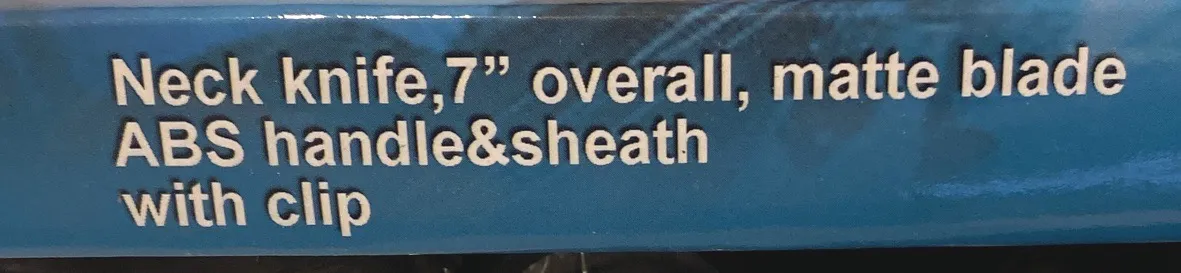 Neck knife,7” overall, matte blade
ABS handle&sheath
with clip